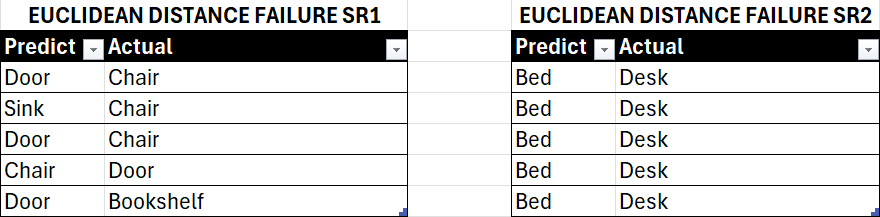 EUCLIDEAN DISTANCE FAILURE SR1 EUCLIDEAN DISTANCE FAILURE SR2
Predict Actual Predict Actual
Door Chair Bed Desk
Sink Chair Bed Desk
Door Chair Bed Desk
Chair Door Bed Desk
Door Bookshelf Bed Desk